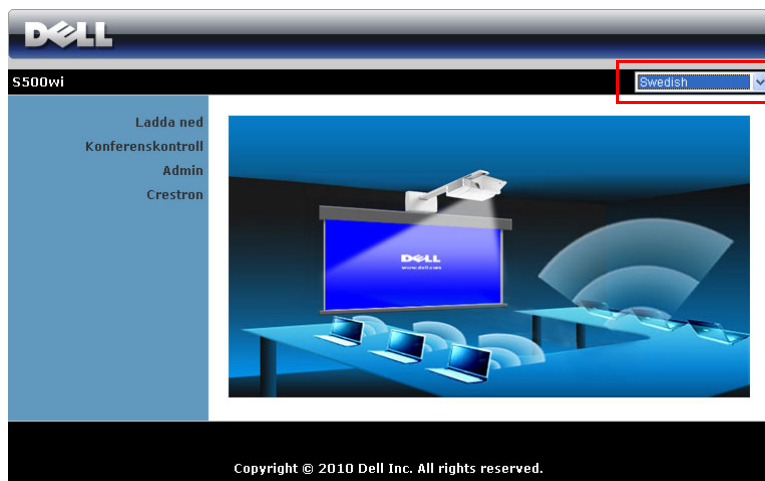 DELL
S500wi
Swedish
Ladda ned
Konferenskontroll
Admin
Crestron
DELL
www.dell.com
Copyright © 2010 Dell Inc. All rights reserved.